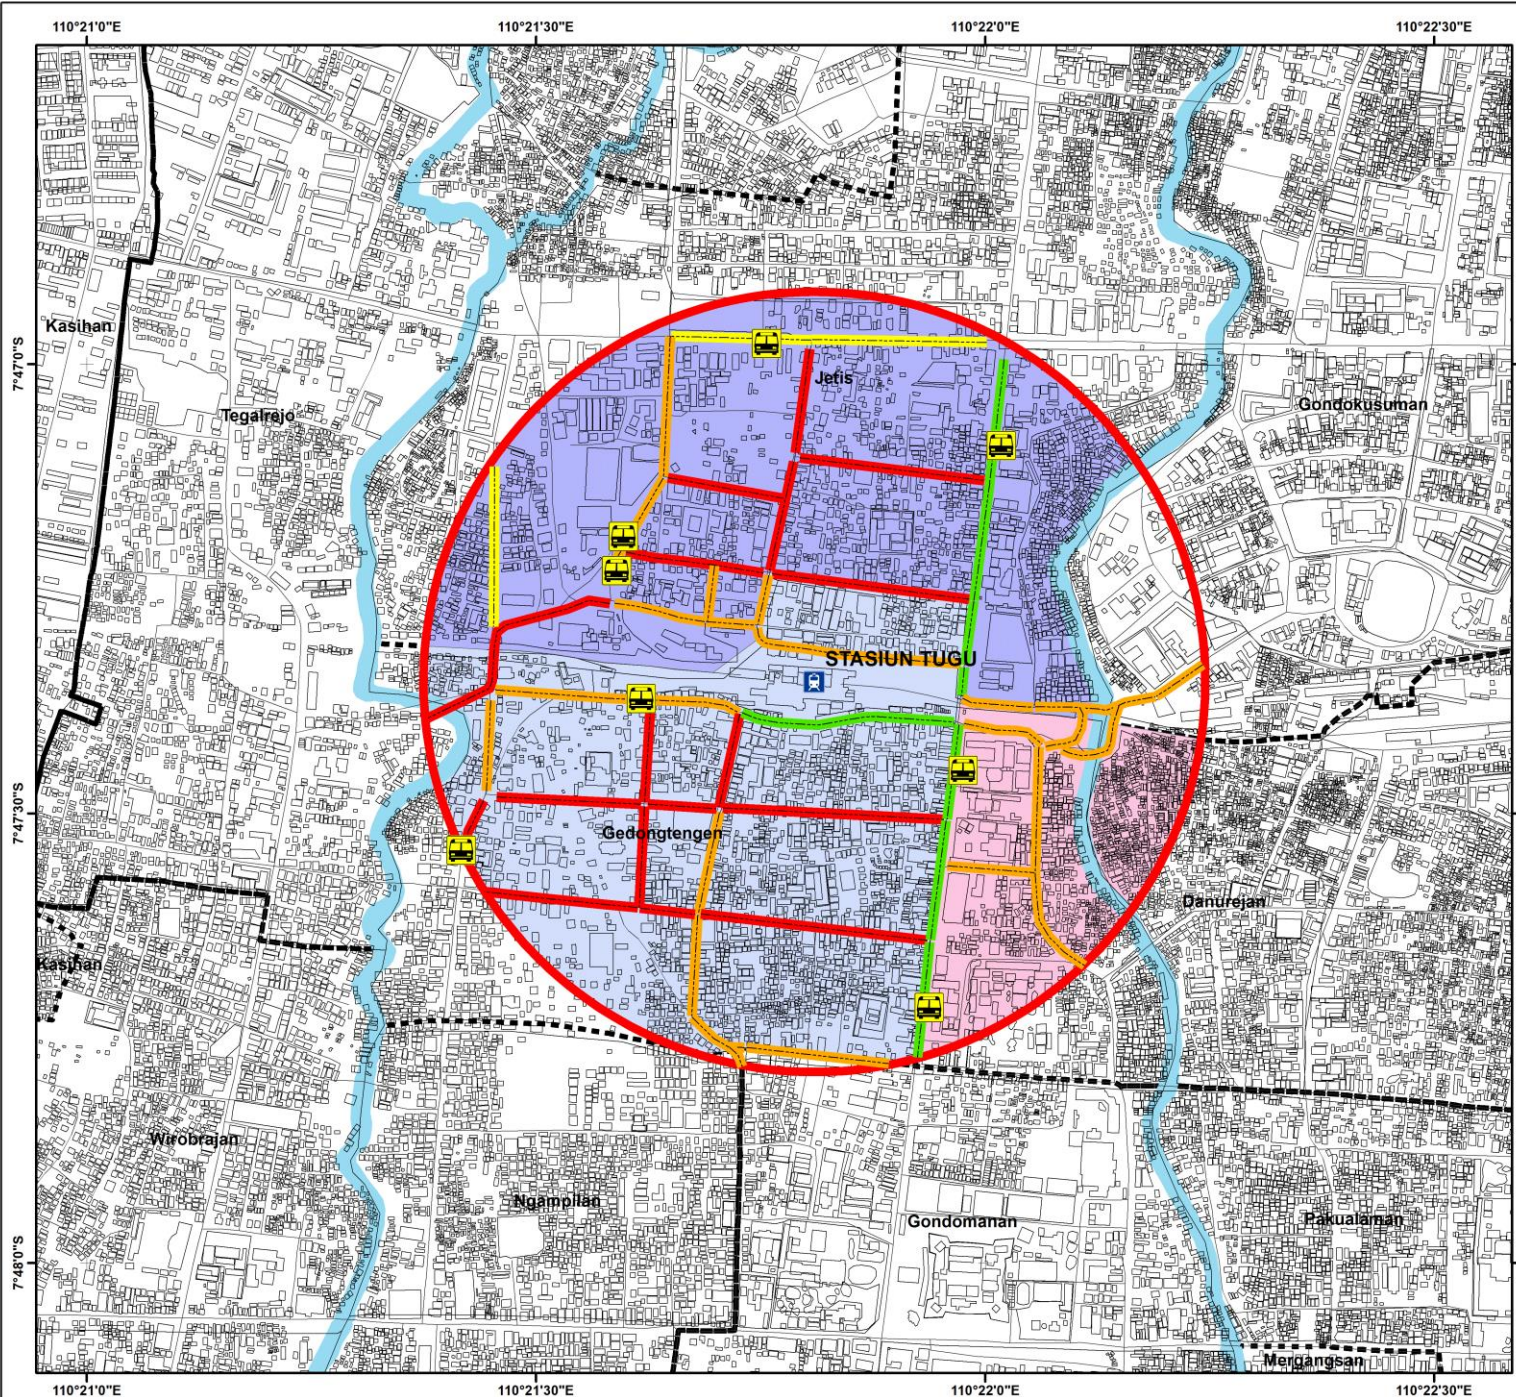 110°21'0"E 110°21'30"E 110°22'0"E 110°22'30"E
Kasihan
7°47'0"S
Jetis
Tegalrejo
Gondokusuman
STASIUN TUGU
7°47'30"S
Gedongtengen
Danurejan
Kasihan
Wirobrajan
Ngampilan
Gondomanan
Pakualaman
7°48'0"S
Mergangsan
110°21'0"E 110°21'30"E 110°22'0"E 110°22'30"E